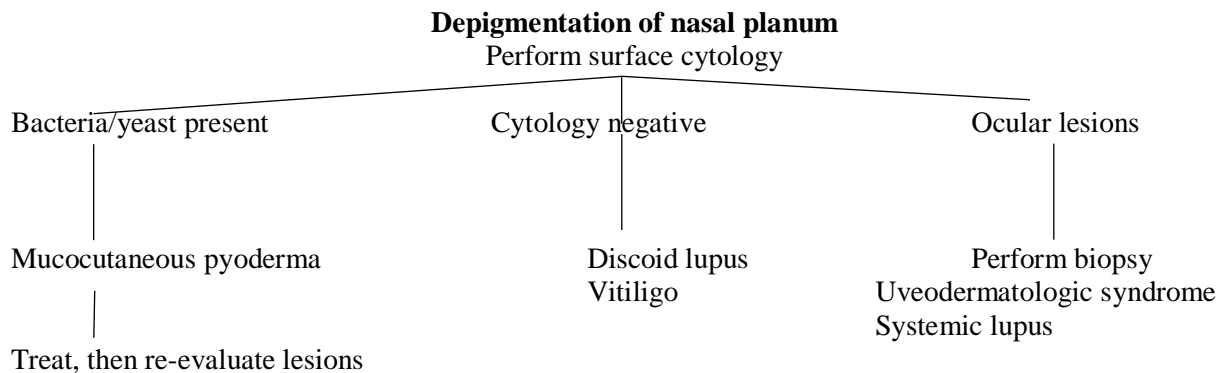 Depigmentation of nasal planum
Perform surface cytology
Bacteria/yeast present
Cytology negative
Ocular lesions
Mucocutaneous pyoderma
Discoid lupus
Vitiligo
Perform biopsy
Uveodermatologic syndrome
Systemic lupus
Treat, then re-evaluate lesions